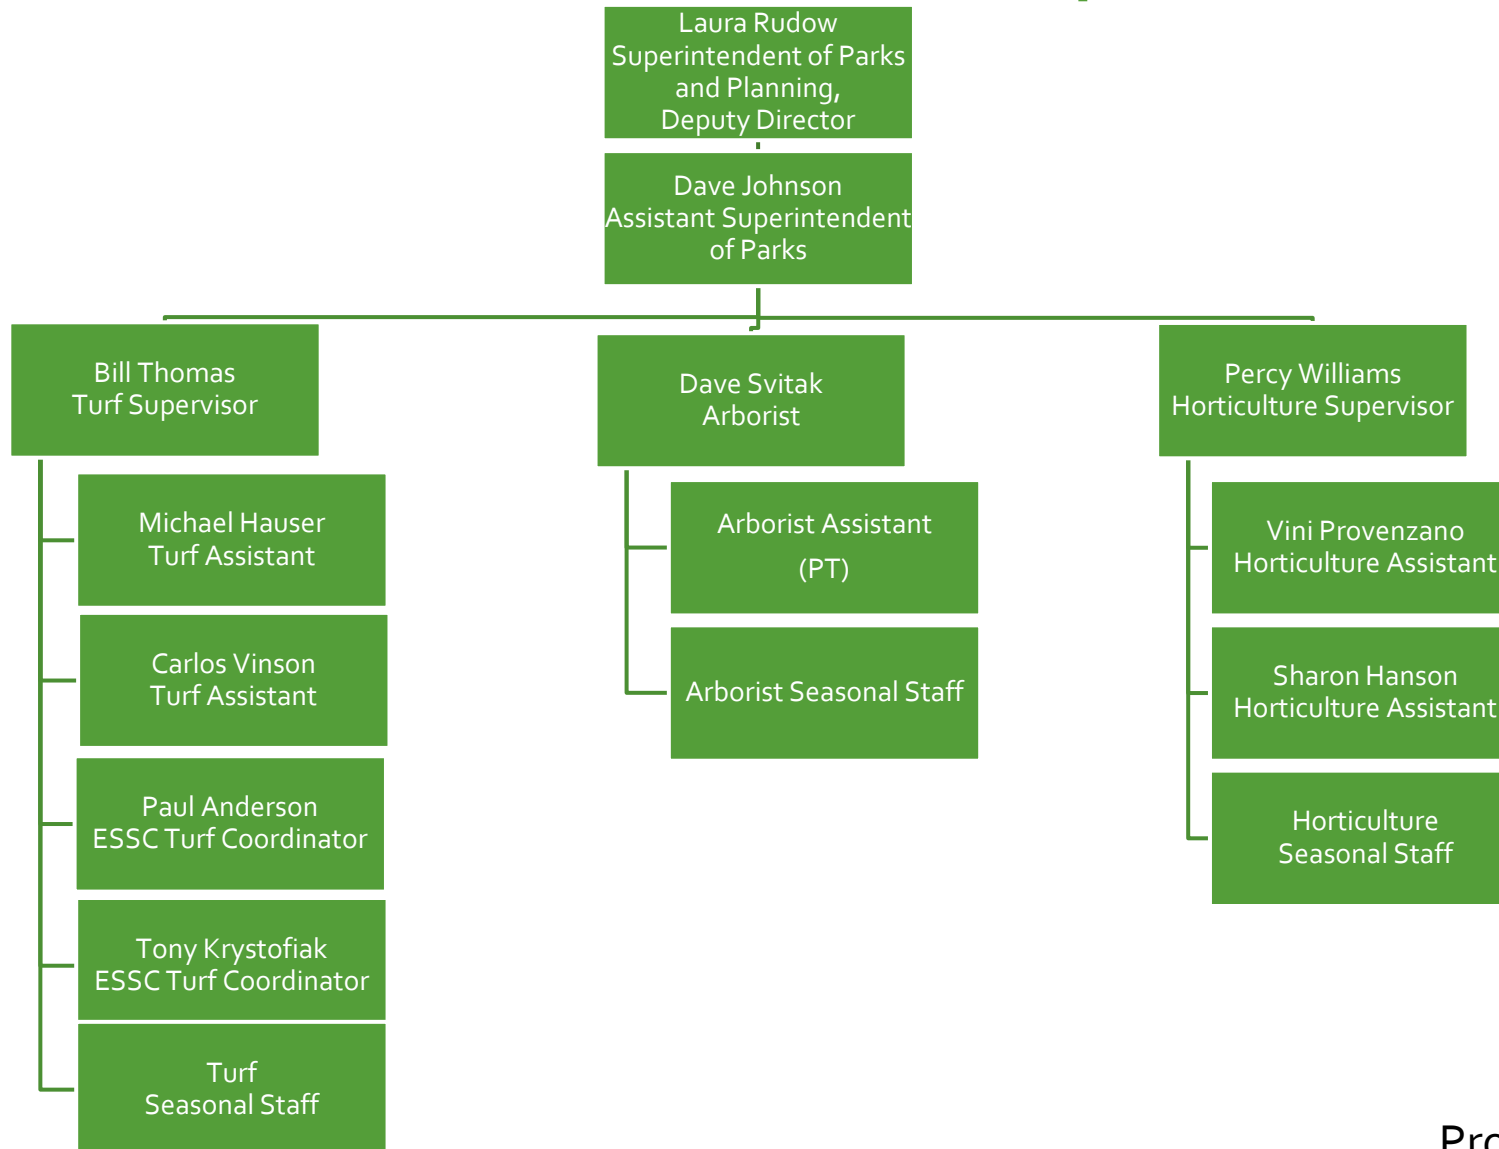 Laura Rudow
Superintendent of Parks
and Planning,
Deputy Director
Dave Johnson
Assistant Superintendent
of Parks
Bill Thomas
Turf Supervisor
Michael Hauser
Turf Assistant
Carlos Vinson
Turf Assistant
Paul Anderson
ESSC Turf Coordinator
Tony Krystofiak
ESSC Turf Coordinator
Turf
Seasonal Staff
Dave Svitak
Arborist
Arborist Assistant
(PT)
Arborist Seasonal Staff
Percy Williams
Horticulture Supervisor
Vini Provenzano
Horticulture Assistant
Sharon Hanson
Horticulture Assistant
Horticulture
Seasonal Staff